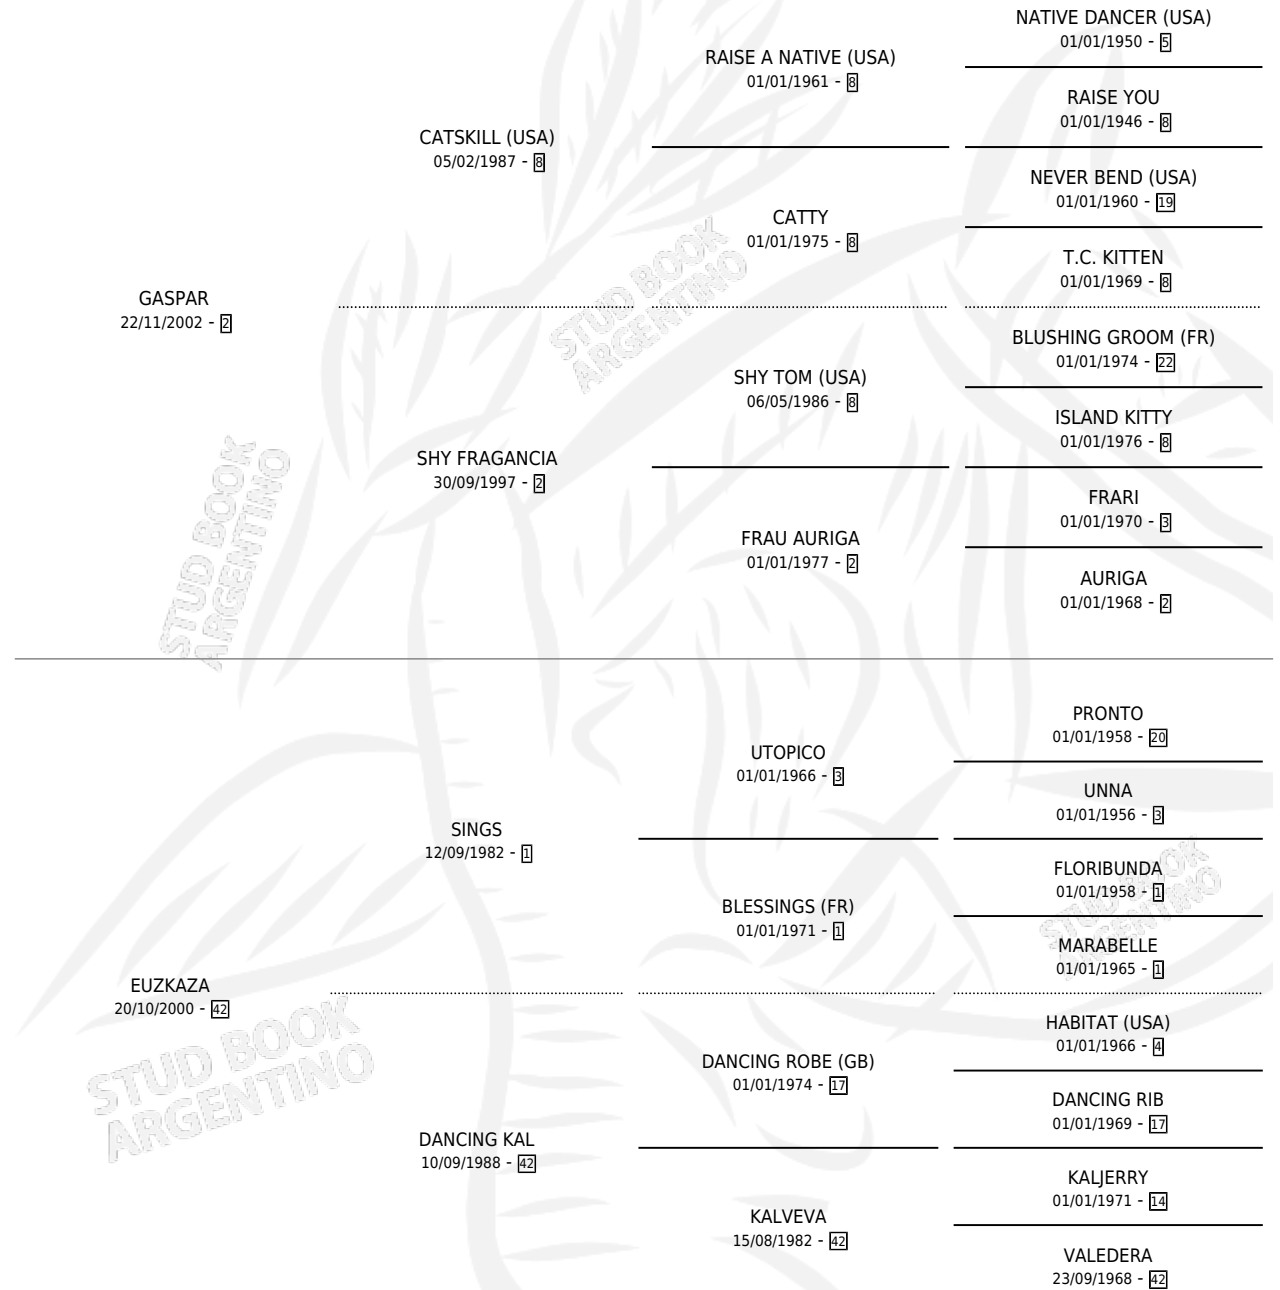 NATIVE DANCER (USA)
01/01/1950 - 5
RAISE A NATIVE (USA)
01/01/1961 - 8
RAISE YOU
01/01/1946 - 8
CATSKILL (USA)
05/02/1987 - 8
NEVER BEND (USA)
01/01/1960 - 19
CATTY
01/01/1975 - 8
T.C. KITTEN
01/01/1969 - 8
GASPAR
22/11/2002 - 2
BLUSHING GROOM (FR)
01/01/1974 - 22
SHY TOM (USA)
06/05/1986 - 8
ISLAND KITTY
01/01/1976 - 8
SHY FRAGANCIA
30/09/1997 - 2
FRARI
01/01/1970 - 3
FRAU AURIGA
01/01/1977 - 2
AURIGA
01/01/1968 - 2
PRONTO
01/01/1958 - 20
UTOPICO
01/01/1966 - 3
UNNA
01/01/1956 - 3
SINGS
12/09/1982 - 1
FLORIBUNDA
01/01/1958 - 1
BLESSINGS (FR)
01/01/1971 - 1
MARABELLE
01/01/1965 - 1
EUZKAZA
20/10/2000 - 42
HABITAT (USA)
01/01/1966 - 4
DANCING ROBE (GB)
01/01/1974 - 17
DANCING RIB
01/01/1969 - 17
DANCING KAL
10/09/1988 - 42
KALJERRY
01/01/1971 - 14
KALVEVA
15/08/1982 - 42
VALEDERA
23/09/1968 - 42
STUD BOOK
ARGENTINO
STUD BOOK
ARGENTINO
STUD BOOK
ARGENTINO
STUD BOOK
ARGENTINO